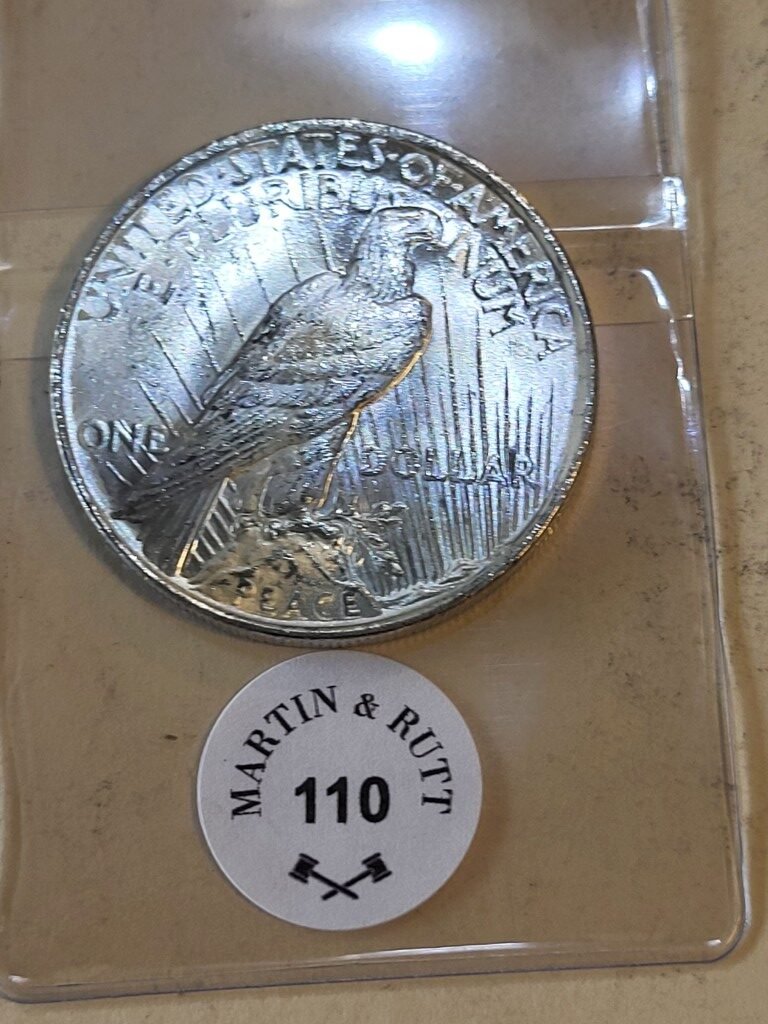 UNITED·STATES·OF·AMERICA
E·PLURIBUS UNUM
ONE DOLLAR
PEACE
MARTIN & RUTT
110